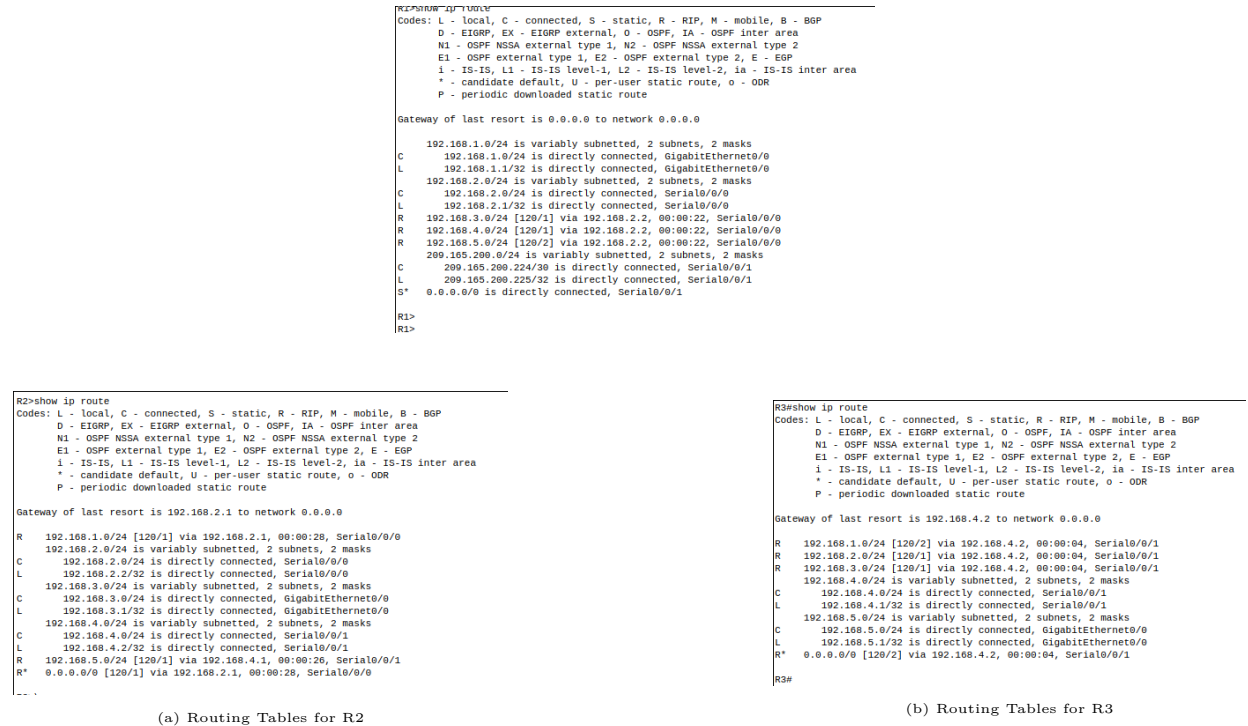 R1>show ip route
Codes: L - local, C - connected, S - static, R - RIP, M - mobile, B - BGP
       D - EIGRP, EX - EIGRP external, O - OSPF, IA - OSPF inter area
       N1 - OSPF NSSA external type 1, N2 - OSPF NSSA external type 2
       E1 - OSPF external type 1, E2 - OSPF external type 2, E - EGP
       i - IS-IS, L1 - IS-IS level-1, L2 - IS-IS level-2, ia - IS-IS inter area
       * - candidate default, U - per-user static route, o - ODR
       P - periodic downloaded static route
Gateway of last resort is 0.0.0.0 to network 0.0.0.0
     192.168.1.0/24 is variably subnetted, 2 subnets, 2 masks
C       192.168.1.0/24 is directly connected, GigabitEthernet0/0
L       192.168.1.1/32 is directly connected, GigabitEthernet0/0
     192.168.2.0/24 is variably subnetted, 2 subnets, 2 masks
C       192.168.2.0/24 is directly connected, Serial0/0/0
L       192.168.2.1/32 is directly connected, Serial0/0/0
R    192.168.3.0/24 [120/1] via 192.168.2.2, 00:00:22, Serial0/0/0
R    192.168.4.0/24 [120/1] via 192.168.2.2, 00:00:22, Serial0/0/0
R    192.168.5.0/24 [120/2] via 192.168.2.2, 00:00:22, Serial0/0/0
     209.165.200.0/24 is variably subnetted, 2 subnets, 2 masks
C       209.165.200.224/30 is directly connected, Serial0/0/1
L       209.165.200.225/32 is directly connected, Serial0/0/1
S*   0.0.0.0/0 is directly connected, Serial0/0/1
R1>
R1>
R2>show ip route
Codes: L - local, C - connected, S - static, R - RIP, M - mobile, B - BGP
       D - EIGRP, EX - EIGRP external, O - OSPF, IA - OSPF inter area
       N1 - OSPF NSSA external type 1, N2 - OSPF NSSA external type 2
       E1 - OSPF external type 1, E2 - OSPF external type 2, E - EGP
       i - IS-IS, L1 - IS-IS level-1, L2 - IS-IS level-2, ia - IS-IS inter area
       * - candidate default, U - per-user static route, o - ODR
       P - periodic downloaded static route
Gateway of last resort is 192.168.2.1 to network 0.0.0.0
R    192.168.1.0/24 [120/1] via 192.168.2.1, 00:00:28, Serial0/0/0
     192.168.2.0/24 is variably subnetted, 2 subnets, 2 masks
C       192.168.2.0/24 is directly connected, Serial0/0/0
L       192.168.2.2/32 is directly connected, Serial0/0/0
     192.168.3.0/24 is variably subnetted, 2 subnets, 2 masks
C       192.168.3.0/24 is directly connected, GigabitEthernet0/0
L       192.168.3.1/32 is directly connected, GigabitEthernet0/0
     192.168.4.0/24 is variably subnetted, 2 subnets, 2 masks
C       192.168.4.0/24 is directly connected, Serial0/0/1
L       192.168.4.2/32 is directly connected, Serial0/0/1
R    192.168.5.0/24 [120/1] via 192.168.4.1, 00:00:26, Serial0/0/1
R*   0.0.0.0/0 [120/1] via 192.168.2.1, 00:00:28, Serial0/0/0
(a) Routing Tables for R2
R3#show ip route
Codes: L - local, C - connected, S - static, R - RIP, M - mobile, B - BGP
       D - EIGRP, EX - EIGRP external, O - OSPF, IA - OSPF inter area
       N1 - OSPF NSSA external type 1, N2 - OSPF NSSA external type 2
       E1 - OSPF external type 1, E2 - OSPF external type 2, E - EGP
       i - IS-IS, L1 - IS-IS level-1, L2 - IS-IS level-2, ia - IS-IS inter area
       * - candidate default, U - per-user static route, o - ODR
       P - periodic downloaded static route
Gateway of last resort is 192.168.4.2 to network 0.0.0.0
R    192.168.1.0/24 [120/2] via 192.168.4.2, 00:00:04, Serial0/0/1
R    192.168.2.0/24 [120/1] via 192.168.4.2, 00:00:04, Serial0/0/1
R    192.168.3.0/24 [120/1] via 192.168.4.2, 00:00:04, Serial0/0/1
     192.168.4.0/24 is variably subnetted, 2 subnets, 2 masks
C       192.168.4.0/24 is directly connected, Serial0/0/1
L       192.168.4.1/32 is directly connected, Serial0/0/1
     192.168.5.0/24 is variably subnetted, 2 subnets, 2 masks
C       192.168.5.0/24 is directly connected, GigabitEthernet0/0
L       192.168.5.1/32 is directly connected, GigabitEthernet0/0
R*   0.0.0.0/0 [120/2] via 192.168.4.2, 00:00:04, Serial0/0/1
R3#
(b) Routing Tables for R3